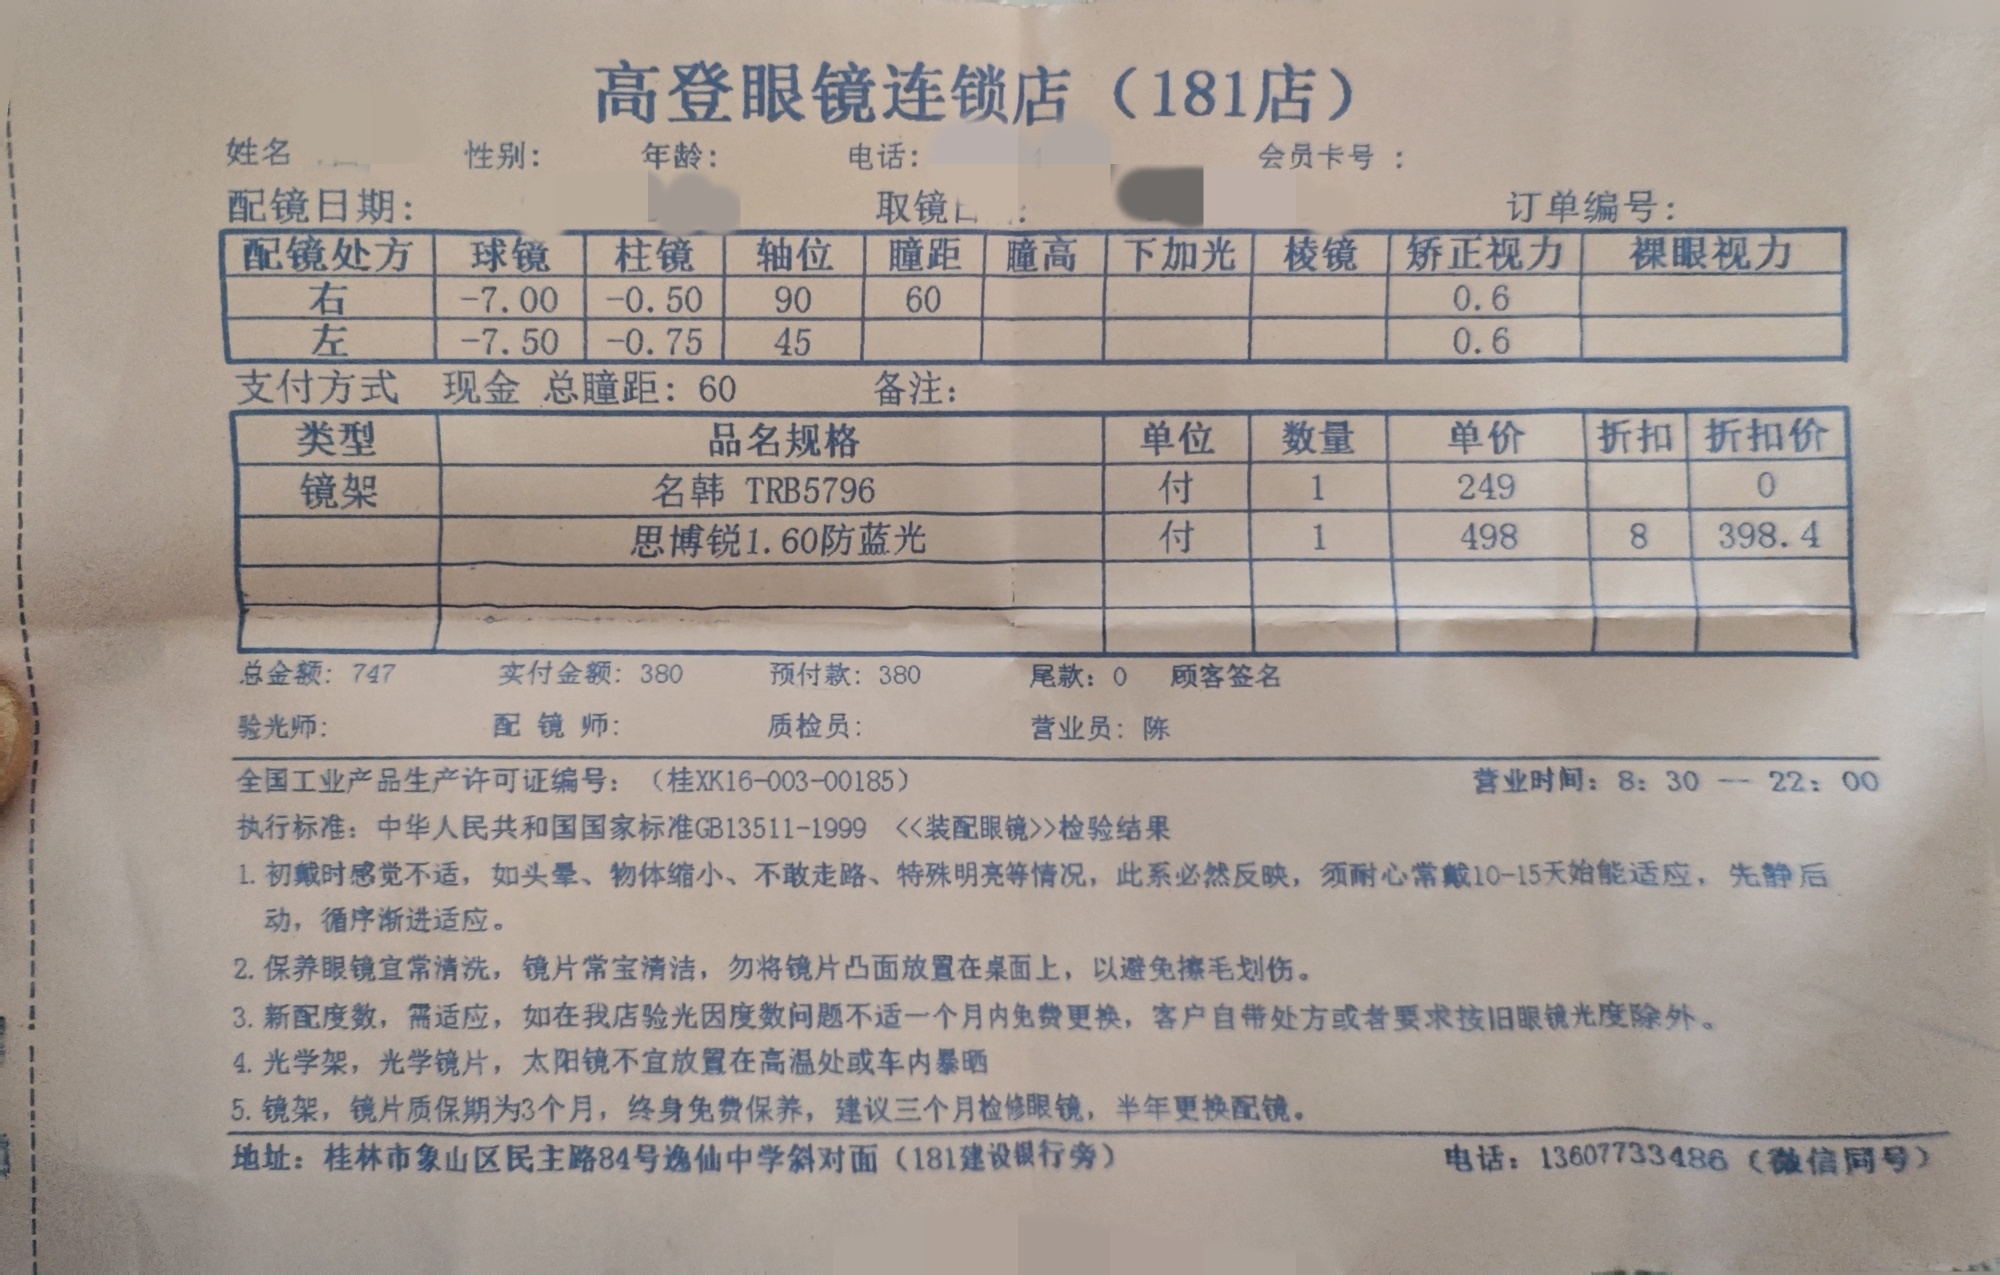 高登眼镜连锁店（181店）
姓名 性别： 年龄： 电话： 会员卡号：
配镜日期： 取镜 订单编号：
配镜处方 球镜 柱镜 轴位 瞳距 瞳高 下加光 棱镜 矫正视力 裸眼视力
右 -7.00 -0.50 90 60 0.6
左 -7.50 -0.75 45 0.6
支付方式 现金 总瞳距：60 备注：
类型 品名规格 单位 数量 单价 折扣 折扣价
镜架 名韩 TRB5796 付 1 249 0
思博锐1.60防蓝光 付 1 498 8 398.4
总金额：747 实付金额：380 预付款：380 尾款：0 顾客签名
验光师： 配 镜 师： 质检员： 营业员：陈
全国工业产品生产许可证编号：（桂XK16-003-00185） 营业时间：8：30 -- 22：00
执行标准：中华人民共和国国家标准GB13511-1999 <<装配眼镜>>检验结果
1. 初戴时感觉不适，如头晕、物体缩小、不敢走路、特殊明亮等情况，此系必然反映，须耐心常戴10-15天始能适应，先静后
动，循序渐进适应。
2. 保养眼镜宜常清洗，镜片常宝清洁，勿将镜片凸面放置在桌面上，以避免擦毛划伤。
3. 新配度数，需适应，如在我店验光因度数问题不适一个月内免费更换，客户自带处方或者要求按旧眼镜光度除外。
4. 光学架，光学镜片，太阳镜不宜放置在高温处或车内暴晒
5. 镜架，镜片质保期为3个月，终身免费保养，建议三个月检修眼镜，半年更换配镜。
地址：桂林市象山区民主路84号逸仙中学斜对面（181建设银行旁） 电话：13607733486（微信同号）